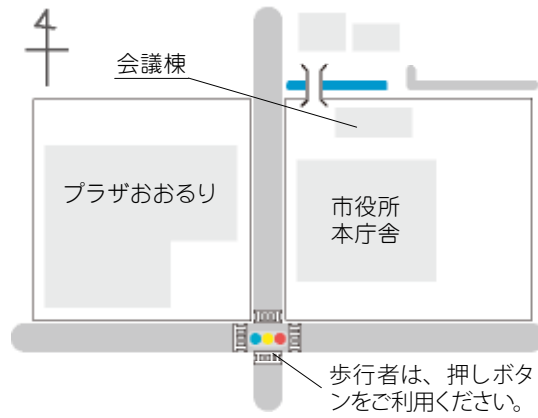 会議棟
プラザおおるり
市役所
本庁舎
歩行者は、押しボタ
ンをご利用ください。